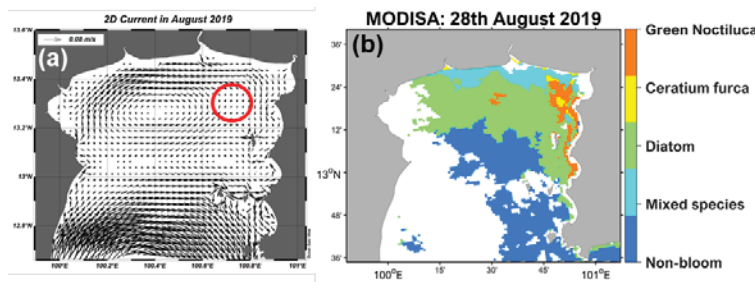 2D Current in August 2019
0.08 m/s
(a)
13.6°N
13.4°N
13.2°N
13°N
12.8°N
100°E
100.2°E
100.4°E
100.6°E
100.8°E
101°E
MODISA: 28th August 2019
(b)
36'
24'
12'
13°N
48'
36'
100°E
15'
30'
45'
101°E
Green Noctiluca
Ceratium furca
Diatom
Mixed species
Non-bloom